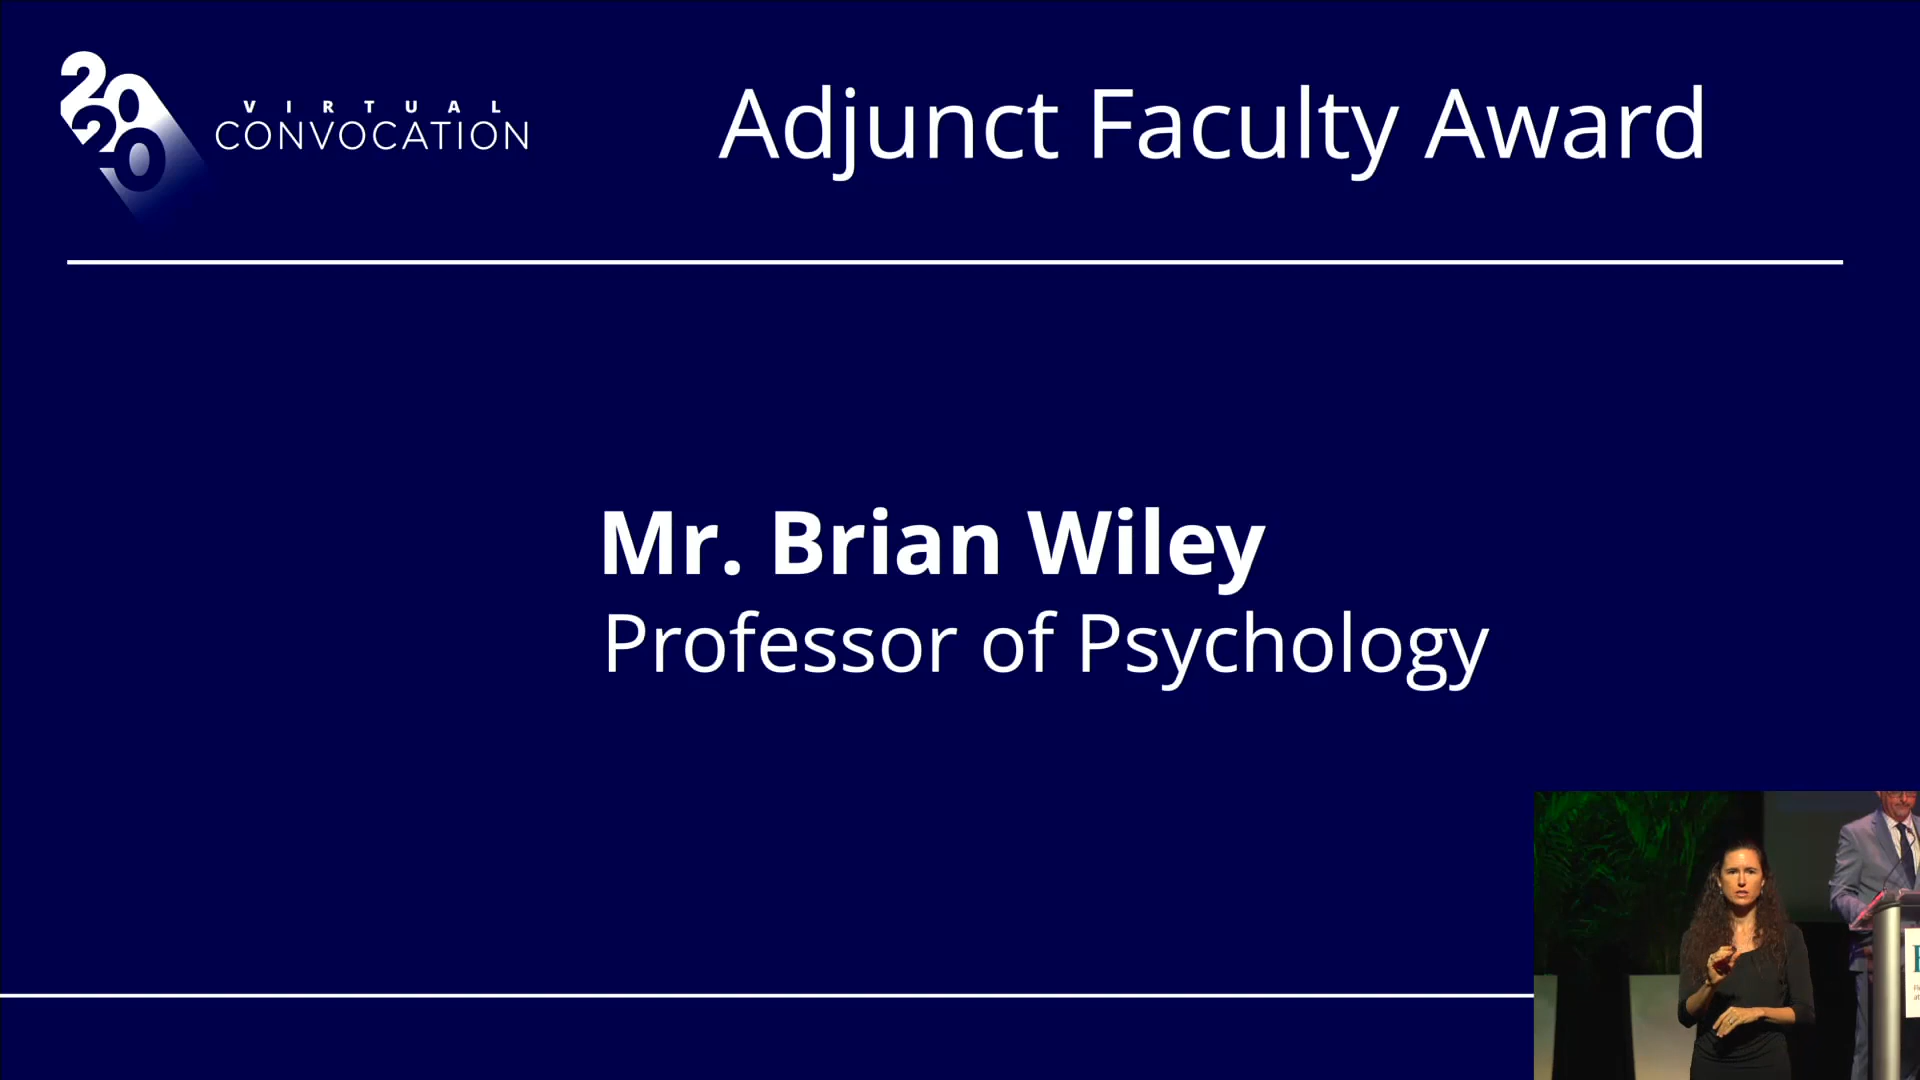 2020
VIRTUAL
CONVOCATION
Adjunct Faculty Award
Mr. Brian Wiley
Professor of Psychology